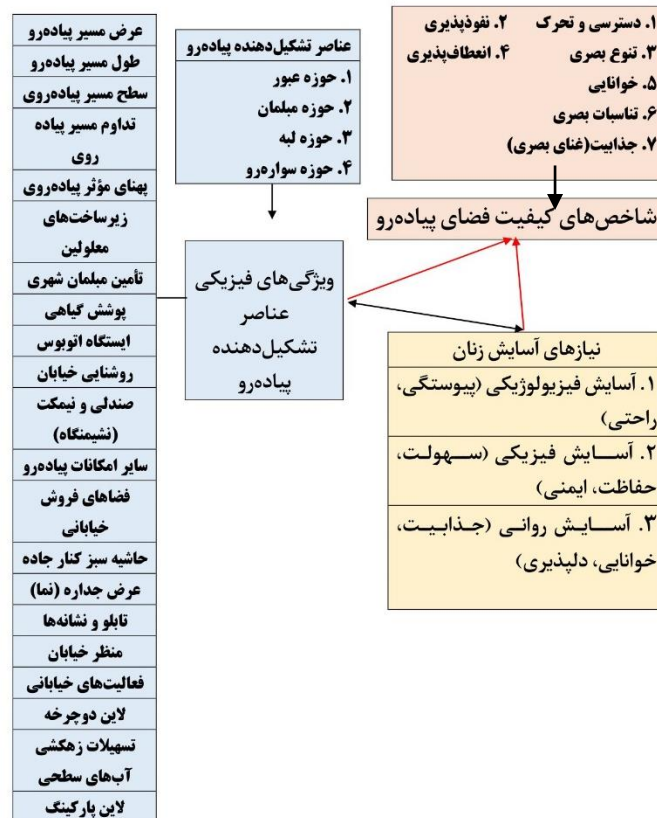 ۱. دسترسی و تحرک ۲. نفوذپذیری
۳. تنوع بصری ۴. انعطاف‌پذیری
۵. خوانایی
۶. تناسبات بصری
۷. جذابیت(غنای بصری)
شاخص‌های کیفیت فضای پیاده‌رو
عناصر تشکیل‌دهنده پیاده‌رو
۱. حوزه عبور
۲. حوزه مبلمان
۳. حوزه لبه
۴. حوزه سواره‌رو
ویژگی‌های فیزیکی
عناصر
تشکیل‌دهنده
پیاده‌رو
نیازهای آسایش زنان
۱. آسایش فیزیولوژیکی (پیوستگی،
راحتی)
۲. آسایش فیزیکی (سهولت،
حفاظت، ایمنی)
۳. آسایش روانی (جذابیت،
خوانایی، دلپذیری)
عرض مسیر پیاده‌رو
طول مسیر پیاده‌رو
سطح مسیر پیاده‌روی
تداوم مسیر پیاده
روی
پهنای مؤثر پیاده‌روی
زیرساخت‌های
معلولین
تأمین مبلمان شهری
پوشش گیاهی
ایستگاه اتوبوس
روشنایی خیابان
صندلی و نیمکت
(نشیمنگاه)
سایر امکانات پیاده‌رو
فضاهای فروش
خیابانی
حاشیه سبز کنار جاده
عرض جداره (نما)
تابلو و نشانه‌ها
منظر خیابان
فعالیت‌های خیابانی
لاین دوچرخه
تسهیلات زهکشی
آب‌های سطحی
لاین پارکینگ